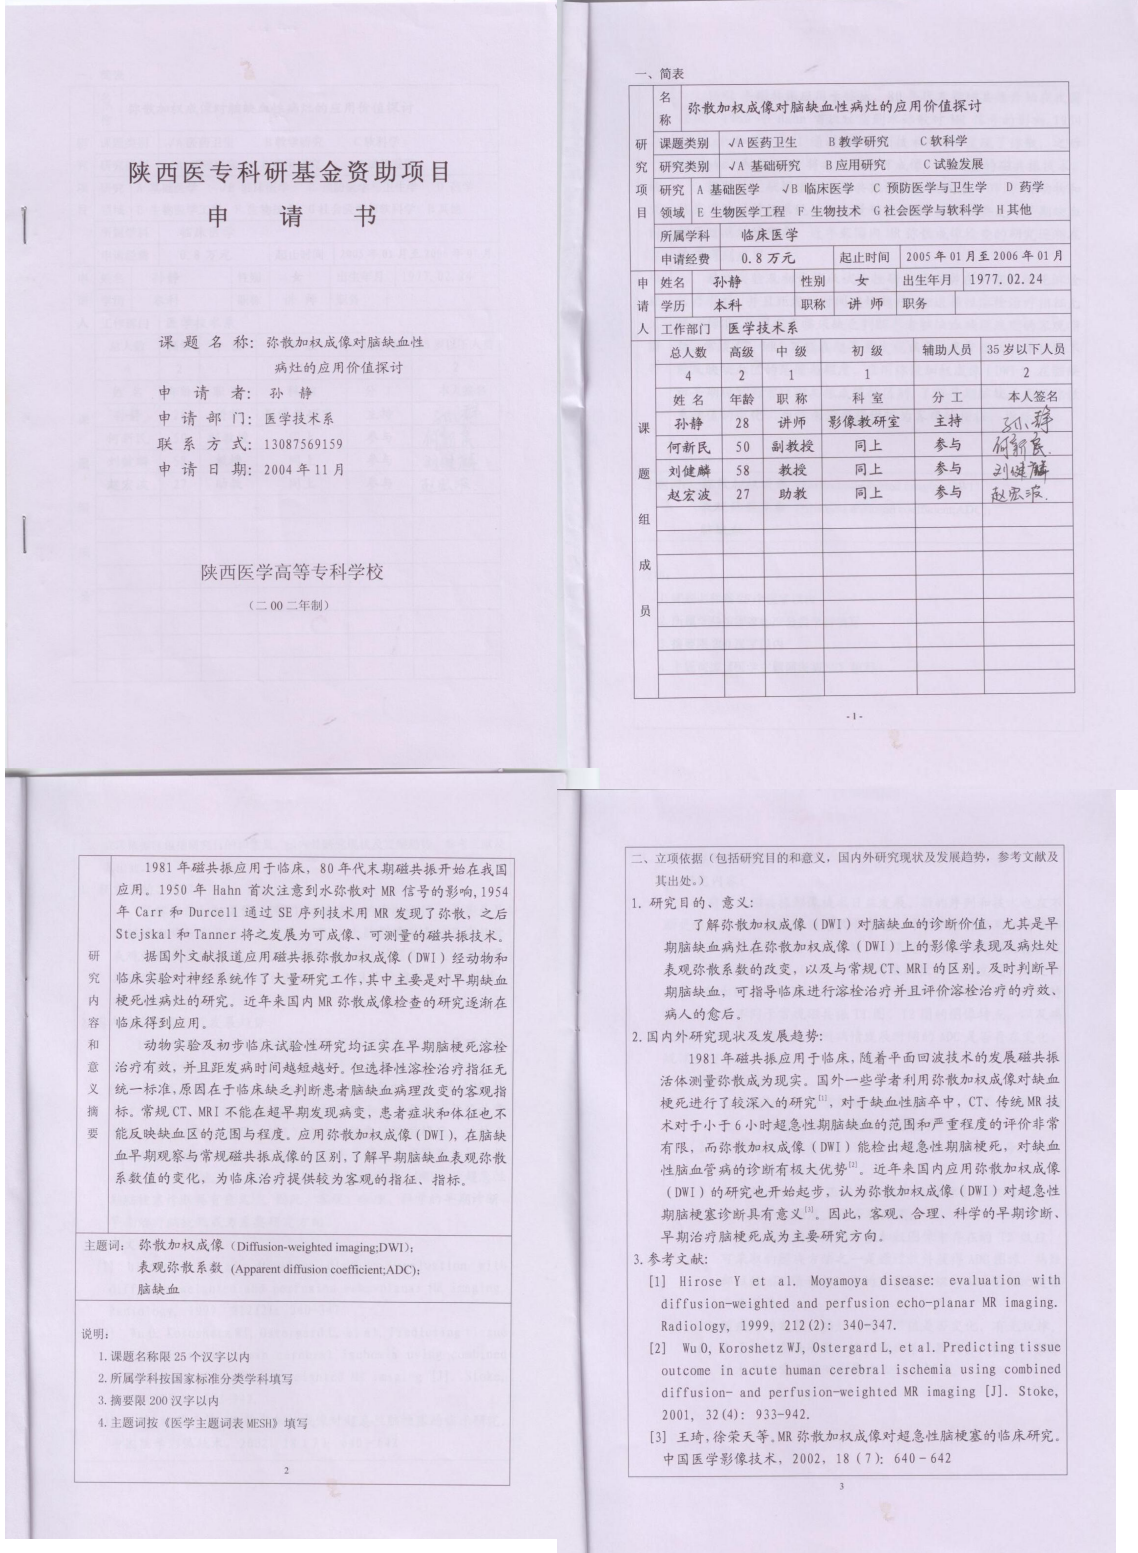 陕西医专科研基金资助项目
申 请 书
课 题 名 称: 弥散加权成像对脑缺血性
病灶的应用价值探讨
申 请 者: 孙 静
申 请 部 门: 医学技术系
联 系 方 式: 13087569159
申 请 日 期: 2004 年 11 月
陕西医学高等专科学校
(二 00 二年制)
一、简表
研究项目
名称 弥散加权成像对脑缺血性病灶的应用价值探讨
课题类别 √A 医药卫生 B 教学研究 C 软科学
研究类别 √A 基础研究 B 应用研究 C 试验发展
研究 A 基础医学 √B 临床医学 C 预防医学与卫生学 D 药学
领域 E 生物医学工程 F 生物技术 G 社会医学与软科学 H 其他
所属学科 临床医学
申请经费 0.8 万元 起止时间 2005 年 01 月至 2006 年 01 月
申请人
姓名 孙静 性别 女 出生年月 1977.02.24
学历 本科 职称 讲 师 职务
工作部门 医学技术系
课题组成员
总人数 高级 中 级 初 级 辅助人员 35 岁以下人员
4 2 1 1 2
姓 名 年龄 职 称 科 室 分 工 本人签名
孙静 28 讲师 影像教研室 主持 孙静
何新民 50 副教授 同上 参与 何新民
刘健麟 58 教授 同上 参与 刘健麟
赵宏波 27 助教 同上 参与 赵宏波
- 1 -
研究内容和意义摘要
1981 年磁共振应用于临床，80 年代末期磁共振开始在我国
应用。1950 年 Hahn 首次注意到水弥散对 MR 信号的影响,1954
年 Carr 和 Durcell 通过 SE 序列技术用 MR 发现了弥散，之后
Stejskal 和 Tanner 将之发展为可成像、可测量的磁共振技术。
据国外文献报道应用磁共振弥散加权成像（DWI）经动物和
临床实验对神经系统作了大量研究工作,其中主要是对早期缺血
梗死性病灶的研究。近年来国内 MR 弥散成像检查的研究逐渐在
临床得到应用。
动物实验及初步临床试验性研究均证实在早期脑梗死溶栓
治疗有效，并且距发病时间越短越好。但选择性溶栓治疗指征无
统一标准,原因在于临床缺乏判断患者脑缺血病理改变的客观指
标。常规 CT、MRI 不能在超早期发现病变，患者症状和体征也不
能反映缺血区的范围与程度。应用弥散加权成像（DWI），在脑缺
血早期观察与常规磁共振成像的区别,了解早期脑缺血表观弥散
系数值的变化，为临床治疗提供较为客观的指征、指标。
主题词: 弥散加权成像 (Diffusion-weighted imaging;DWI);
表观弥散系数 (Apparent diffusion coefficient;ADC);
脑缺血
说明:
1.课题名称限 25 个汉字以内
2.所属学科按国家标准分类学科填写
3.摘要限 200 汉字以内
4.主题词按《医学主题词表 MESH》填写
2
二、立项依据（包括研究目的和意义，国内外研究现状及发展趋势，参考文献及
其出处。）
1. 研究目的、意义:
了解弥散加权成像（DWI）对脑缺血的诊断价值，尤其是早
期脑缺血病灶在弥散加权成像（DWI）上的影像学表现及病灶处
表观弥散系数的改变，以及与常规 CT、MRI 的区别。及时判断早
期脑缺血，可指导临床进行溶栓治疗并且评价溶栓治疗的疗效、
病人的愈后。
2.国内外研究现状及发展趋势:
1981 年磁共振应用于临床,随着平面回波技术的发展磁共振
活体测量弥散成为现实。国外一些学者利用弥散加权成像对缺血
梗死进行了较深入的研究[1]，对于缺血性脑卒中，CT、传统 MR 技
术对于小于 6 小时超急性期脑缺血的范围和严重程度的评价非常
有限，而弥散加权成像（DWI）能检出超急性期脑梗死，对缺血
性脑血管病的诊断有极大优势[2]。近年来国内应用弥散加权成像
（DWI）的研究也开始起步，认为弥散加权成像（DWI）对超急性
期脑梗塞诊断具有意义[3]。因此，客观、合理、科学的早期诊断、
早期治疗脑梗死成为主要研究方向。
3.参考文献:
[1] Hirose Y et al. Moyamoya disease: evaluation with
diffusion-weighted and perfusion echo-planar MR imaging.
Radiology, 1999, 212(2): 340-347.
[2] Wu O, Koroshetz WJ, Ostergard L, et al. Predicting tissue
outcome in acute human cerebral ischemia using combined
diffusion- and perfusion-weighted MR imaging [J]. Stoke,
2001, 32(4): 933-942.
[3] 王琦,徐荣天等。MR 弥散加权成像对超急性脑梗塞的临床研究。
中国医学影像技术，2002，18（7）: 640-642
3